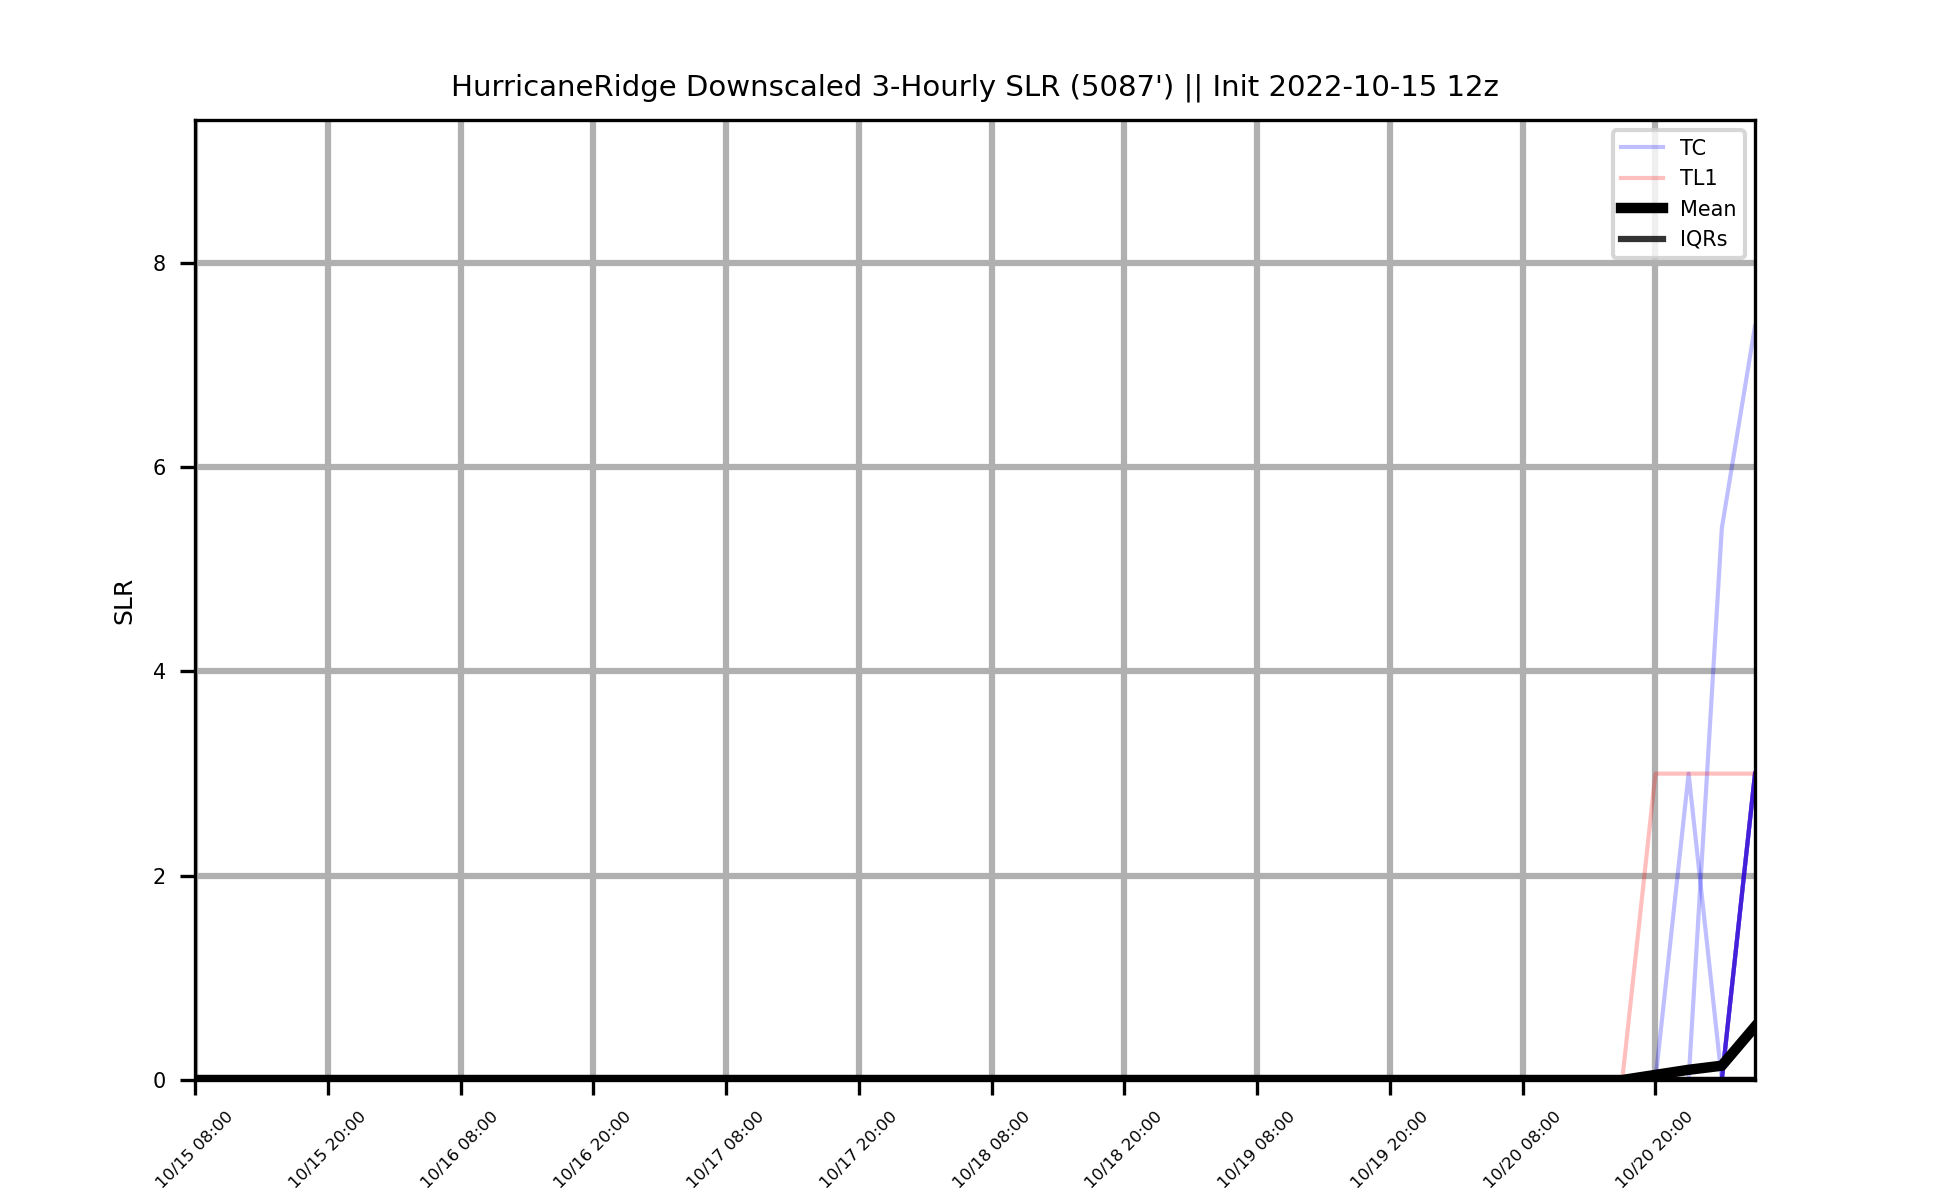 HurricaneRidge Downscaled 3-Hourly SLR (5087') || Init 2022-10-15 12z
TC
TL1
Mean
IQRs
8
6
4
2
0
SLR
10/15 08:00
10/15 20:00
10/16 08:00
10/16 20:00
10/17 08:00
10/17 20:00
10/18 08:00
10/18 20:00
10/19 08:00
10/19 20:00
10/20 08:00
10/20 20:00